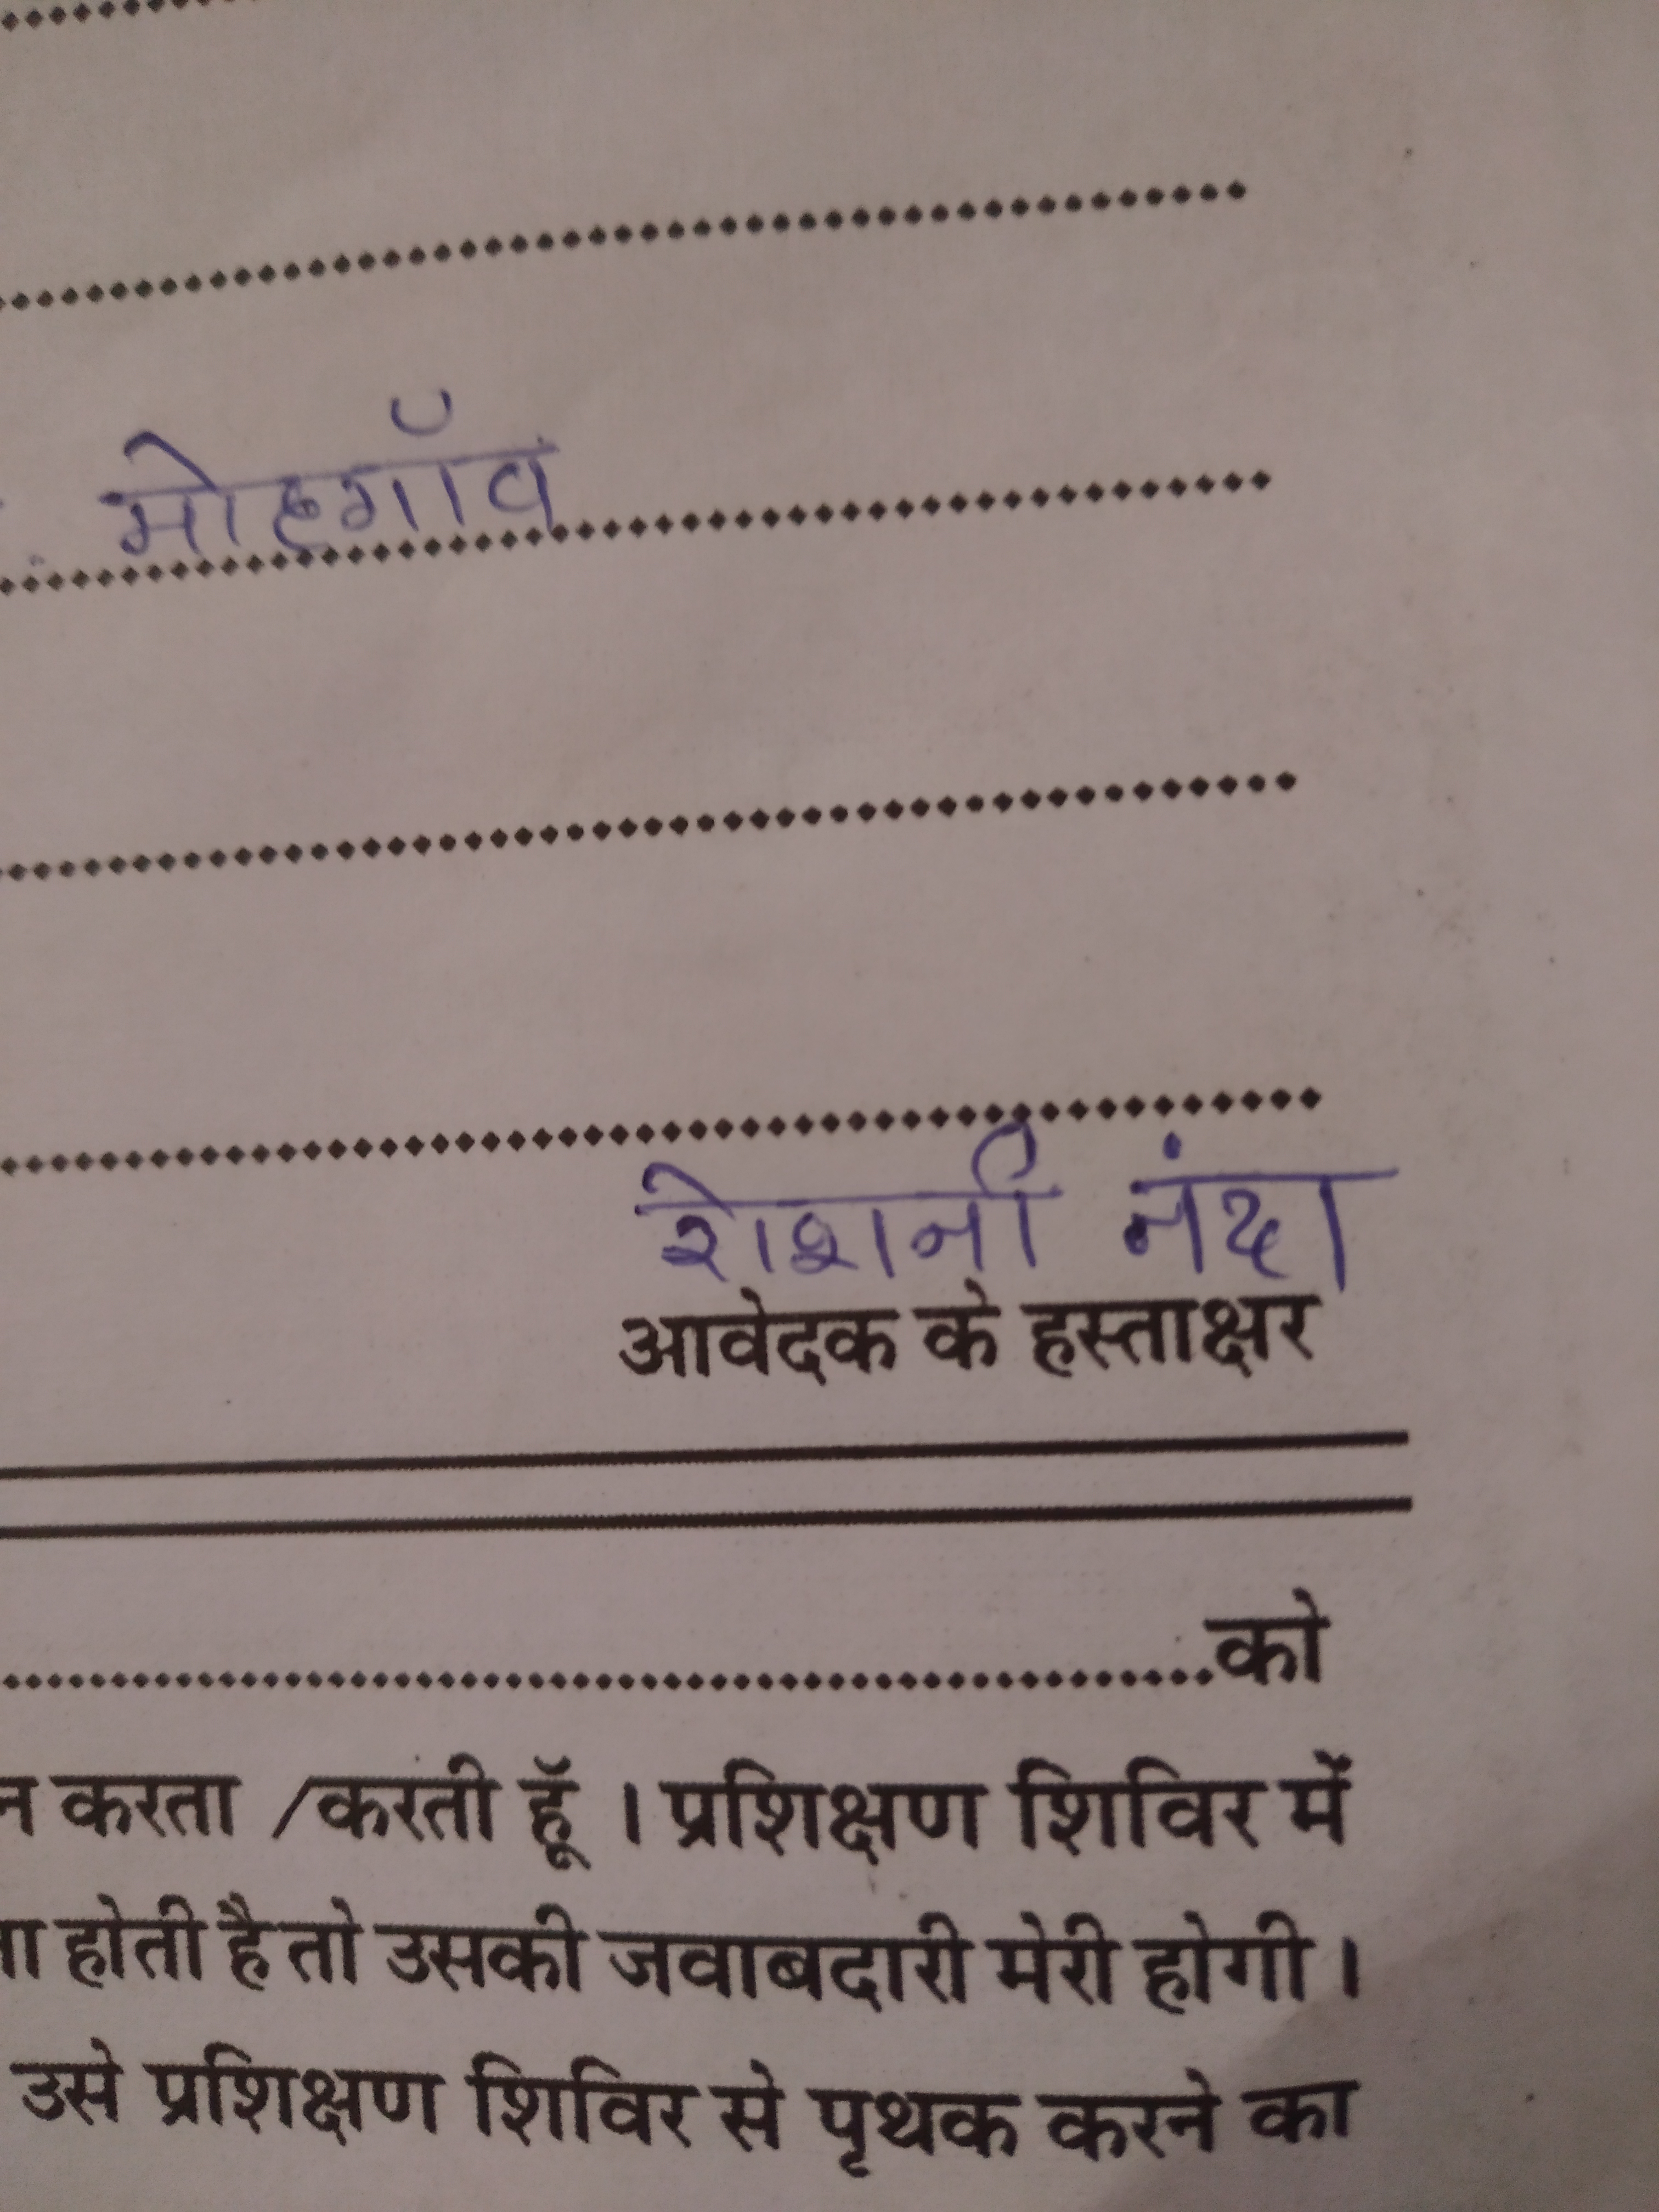 मोहगाँव
रोशनी नंदा
आवेदक के हस्ताक्षर
को
करता /करती हूँ । प्रशिक्षण शिविर में
होती है तो उसकी जवाबदारी मेरी होगी ।
उसे प्रशिक्षण शिविर से पृथक करने का